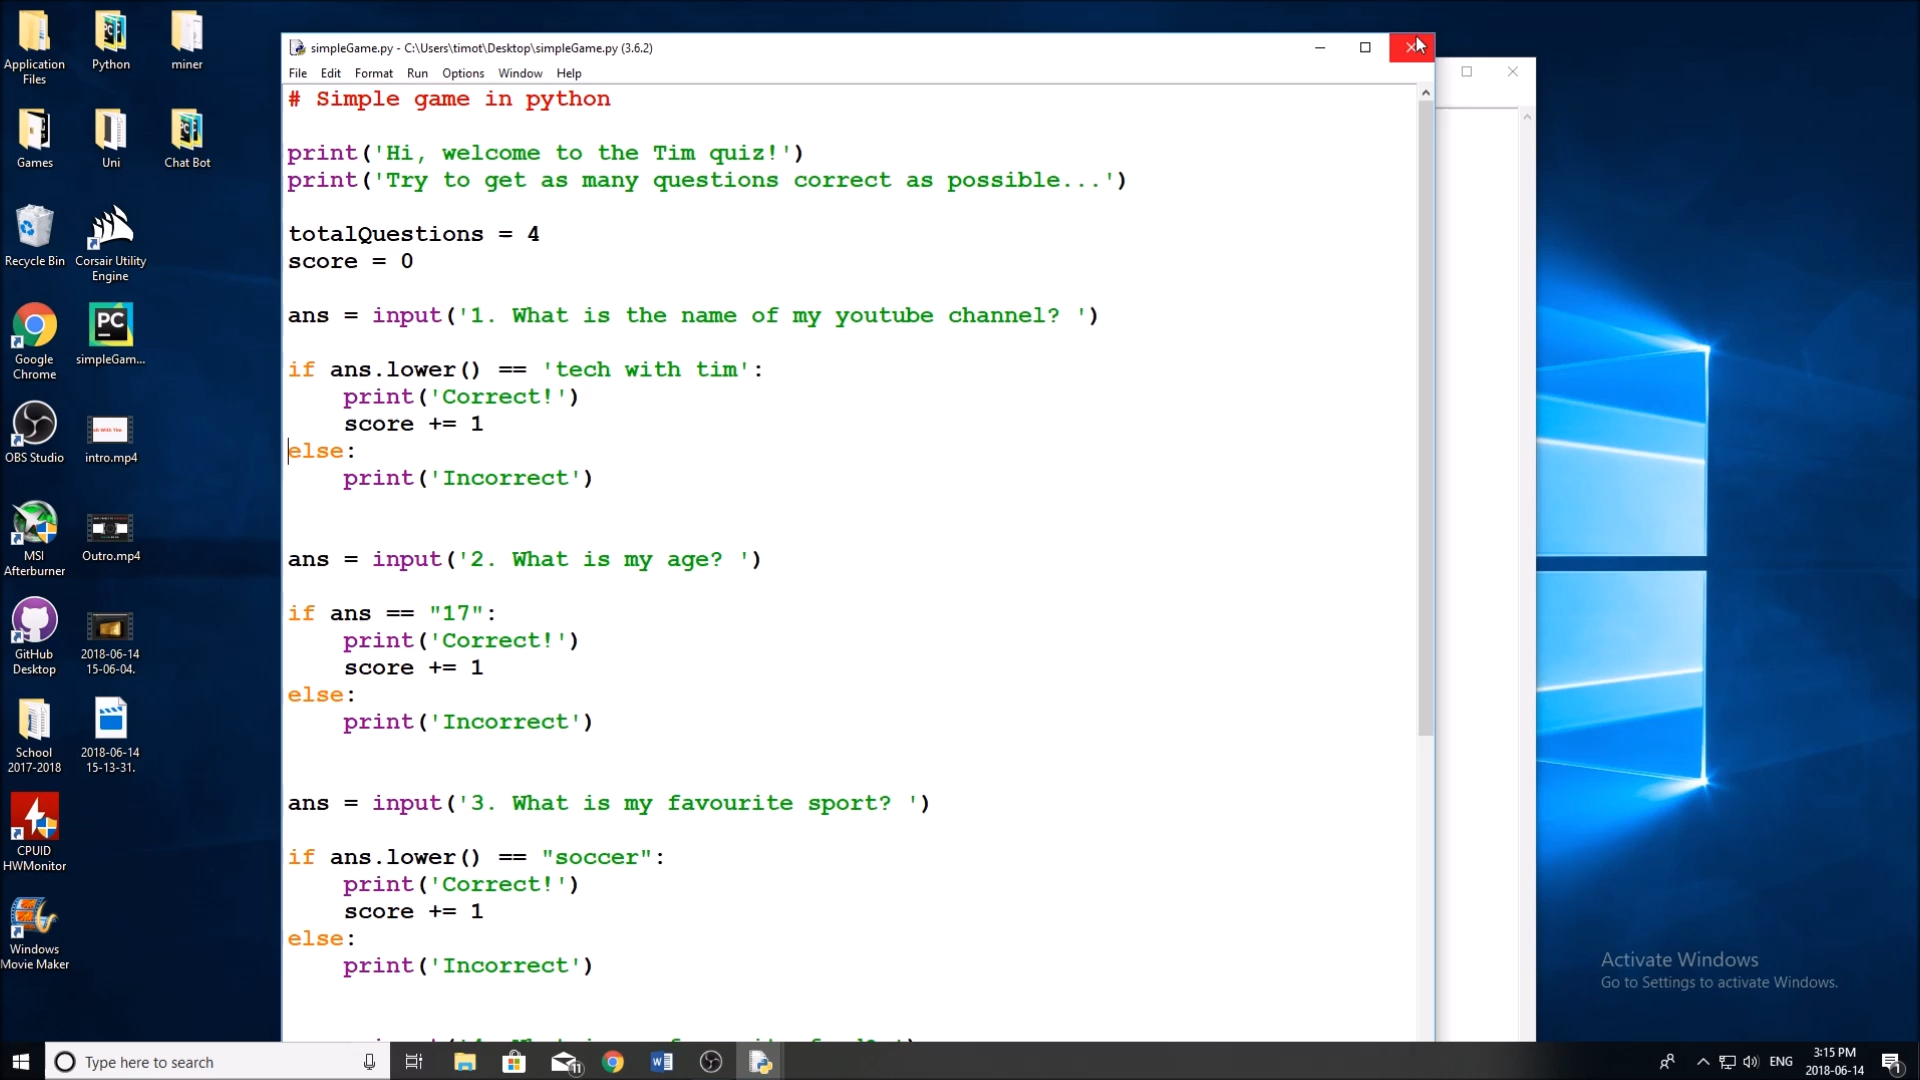 simpleGame.py - C:\Users\timot\Desktop\simpleGame.py (3.6.2)
File Edit Format Run Options Window Help
# Simple game in python
print('Hi, welcome to the Tim quiz!')
print('Try to get as many questions correct as possible...')
totalQuestions = 4
score = 0
ans = input('1. What is the name of my youtube channel? ')
if ans.lower() == 'tech with tim':
    print('Correct!')
    score += 1
else:
    print('Incorrect')
ans = input('2. What is my age? ')
if ans == "17":
    print('Correct!')
    score += 1
else:
    print('Incorrect')
ans = input('3. What is my favourite sport? ')
if ans.lower() == "soccer":
    print('Correct!')
    score += 1
else:
    print('Incorrect')
Application Files
Python
miner
Games
Uni
Chat Bot
Recycle Bin
Corsair Utility Engine
Google Chrome
simpleGam...
OBS Studio
intro.mp4
MSI Afterburner
Outro.mp4
GitHub Desktop
2018-06-14 15-06-04.
School 2017-2018
2018-06-14 15-13-31.
CPUID HWMonitor
Windows Movie Maker
PC
Activate Windows
Go to Settings to activate Windows.
Type here to search
11
ENG
3:15 PM
2018-06-14
1